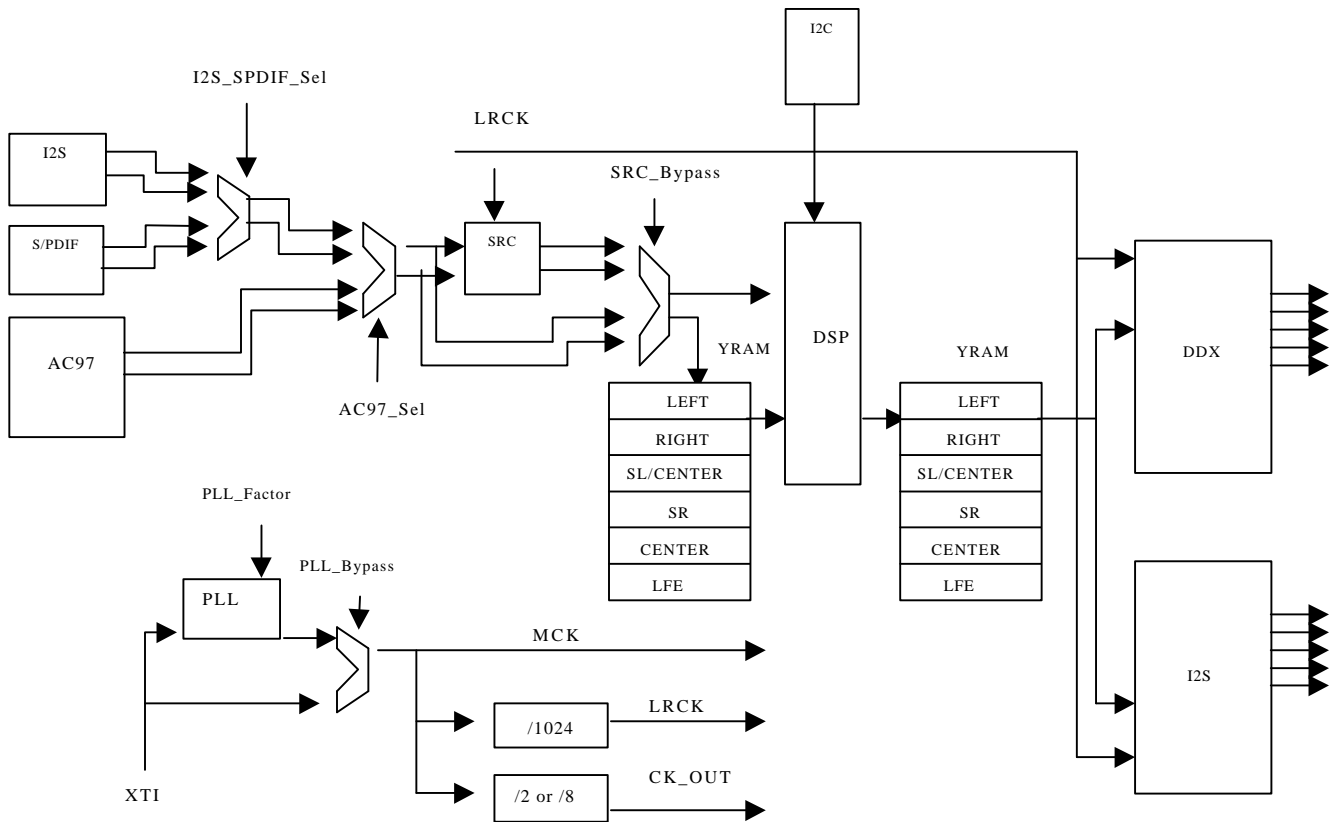 I2C
I2S_SPDIF_Sel
LRCK
I2S
SRC_Bypass
S/PDIF
SRC
DSP
YRAM
YRAM
DDX
AC97
AC97_Sel
LEFT
RIGHT
SL/CENTER
SR
CENTER
LFE
LEFT
RIGHT
SL/CENTER
SR
CENTER
LFE
PLL_Factor
PLL_Bypass
PLL
MCK
I2S
LRCK
/1024
CK_OUT
/2 or /8
XTI